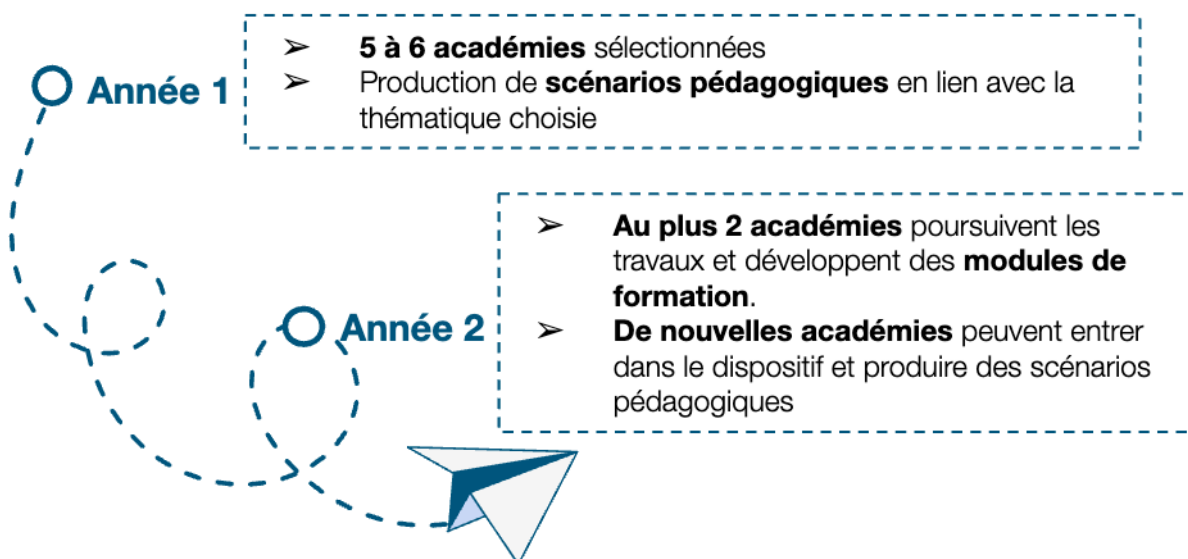 Année 1
➢ 5 à 6 académies sélectionnées
➢ Production de scénarios pédagogiques en lien avec la
thématique choisie
Année 2
➢ Au plus 2 académies poursuivent les
travaux et développent des modules de
formation.
➢ De nouvelles académies peuvent entrer
dans le dispositif et produire des scénarios
pédagogiques